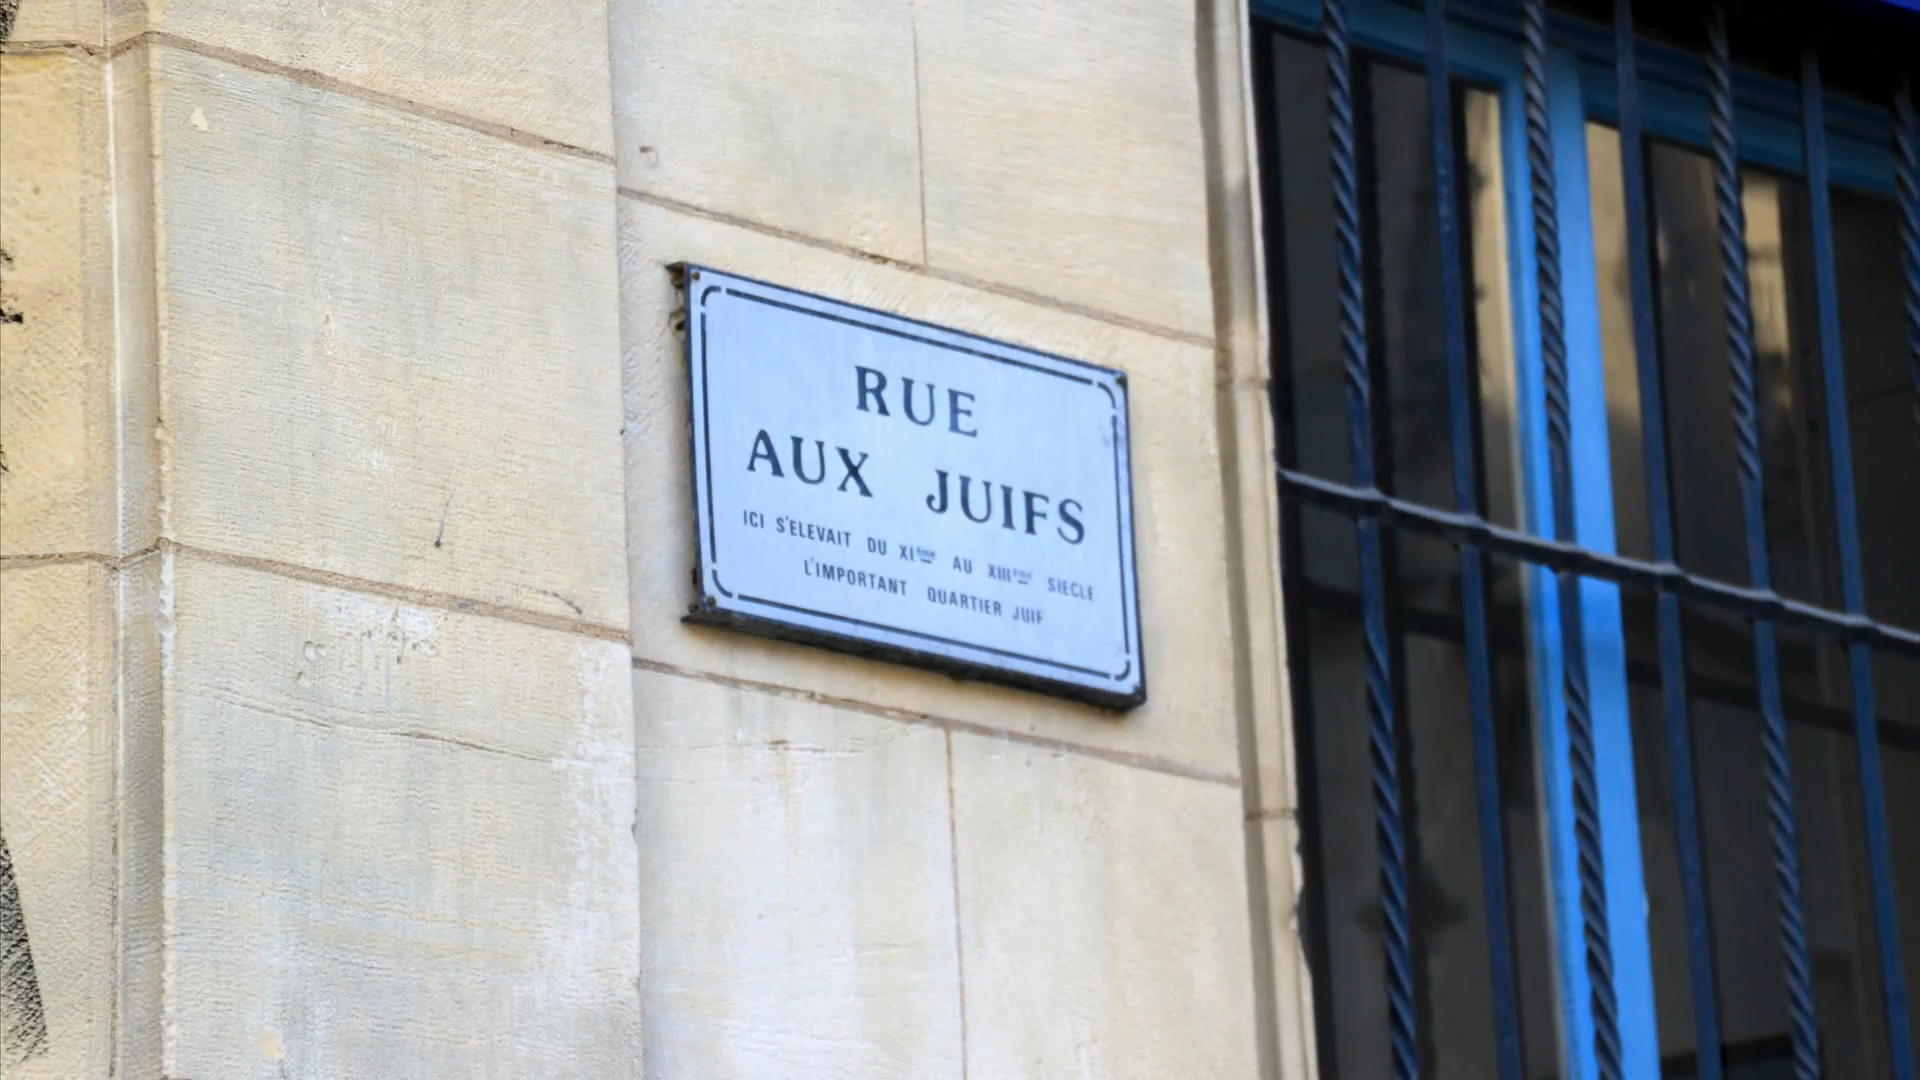 RUE
AUX JUIFS
ICI S'ELEVAIT DU XIème AU XIIIème SIECLE
L'IMPORTANT QUARTIER JUIF